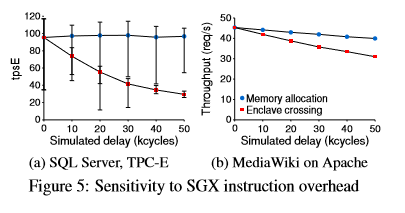 120
100
80
60
40
20
0
tpsE
0 10 20 30 40 50
Simulated delay (kcycles)
(a) SQL Server, TPC-E
50
40
30
20
10
0
Throughput (req/s)
Memory allocation
Enclave crossing
0 10 20 30 40 50
Simulated delay (kcycles)
(b) MediaWiki on Apache
Figure 5: Sensitivity to SGX instruction overhead